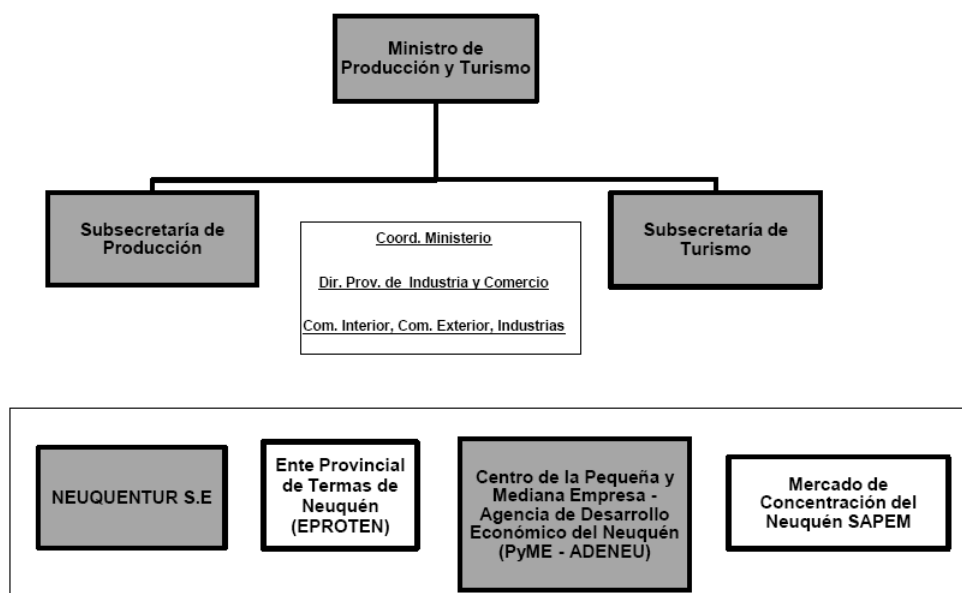 Ministro de
Producción y Turismo
Subsecretaría de
Producción
Coord. Ministerio
Dir. Prov. de Industria y Comercio
Com. Interior, Com. Exterior, Industrias
Subsecretaría de
Turismo
NEUQUENTUR S.E
Ente Provincial
de Termas de
Neuquén
(EPROTEN)
Centro de la Pequeña y
Mediana Empresa -
Agencia de Desarrollo
Económico del Neuquén
(PyME - ADENEU)
Mercado de
Concentración del
Neuquén SAPEM